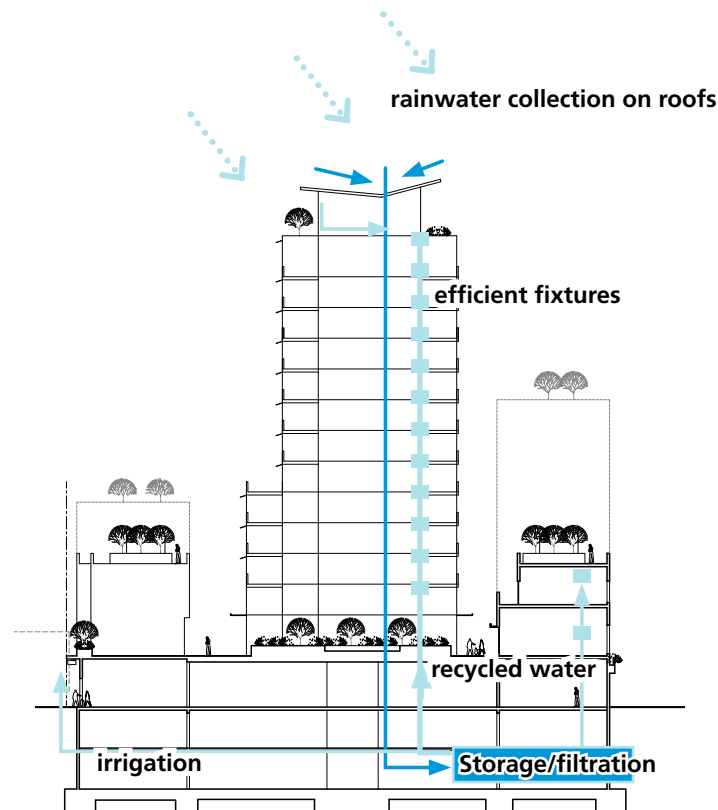 rainwater collection on roofs
efficient fixtures
recycled water
irrigation
Storage/filtration